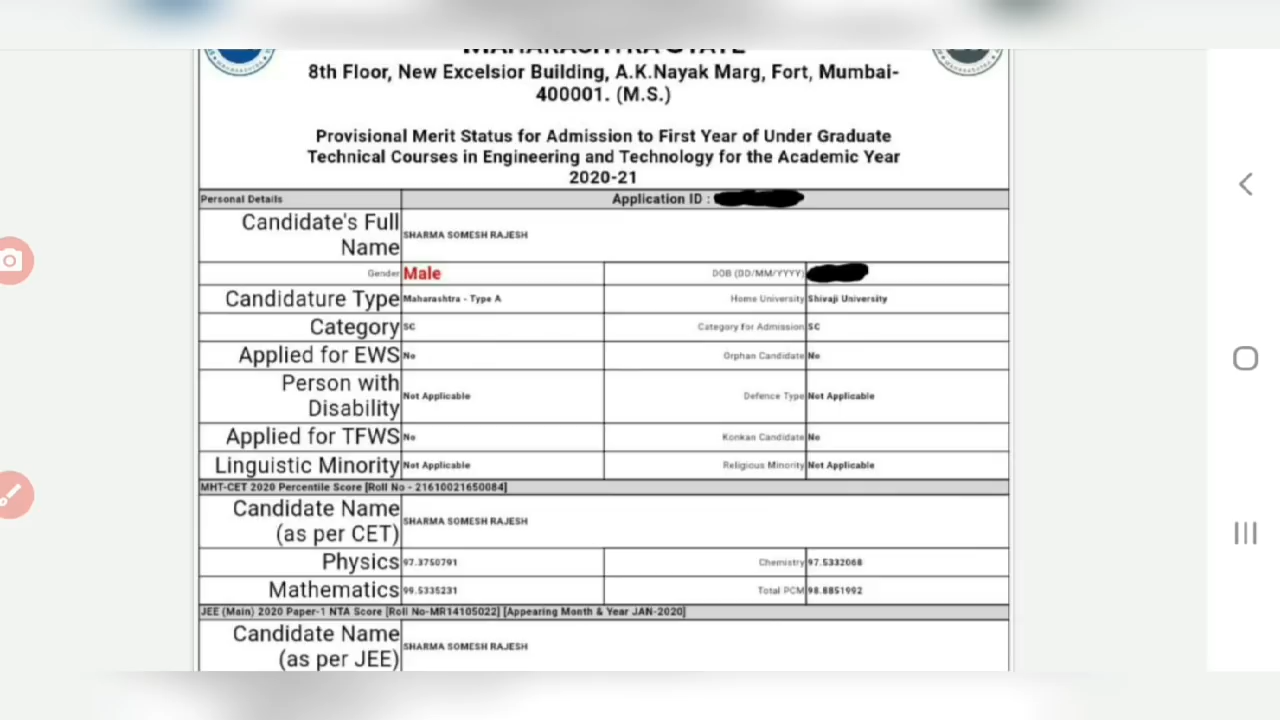 MAHARASHTRA STATE
8th Floor, New Excelsior Building, A.K.Nayak Marg, Fort, Mumbai-
400001. (M.S.)
Provisional Merit Status for Admission to First Year of Under Graduate
Technical Courses in Engineering and Technology for the Academic Year
2020-21
Personal Details Application ID :
Candidate's Full
Name SHARMA SOMESH RAJESH
Gender Male DOB (DD/MM/YYYY)
Candidature Type Maharashtra - Type A Home University Shivaji University
Category SC Category for Admission SC
Applied for EWS No Orphan Candidate No
Person with
Disability Not Applicable Defence Type Not Applicable
Applied for TFWS No Konkan Candidate No
Linguistic Minority Not Applicable Religious Minority Not Applicable
MHT-CET 2020 Percentile Score [Roll No - 21610021650084]
Candidate Name
(as per CET) SHARMA SOMESH RAJESH
Physics 97.3750791 Chemistry 97.5332068
Mathematics 99.5335231 Total PCM 98.8851992
JEE (Main) 2020 Paper-1 NTA Score [Roll No-MR14105022] [Appearing Month & Year JAN-2020]
Candidate Name
(as per JEE) SHARMA SOMESH RAJESH